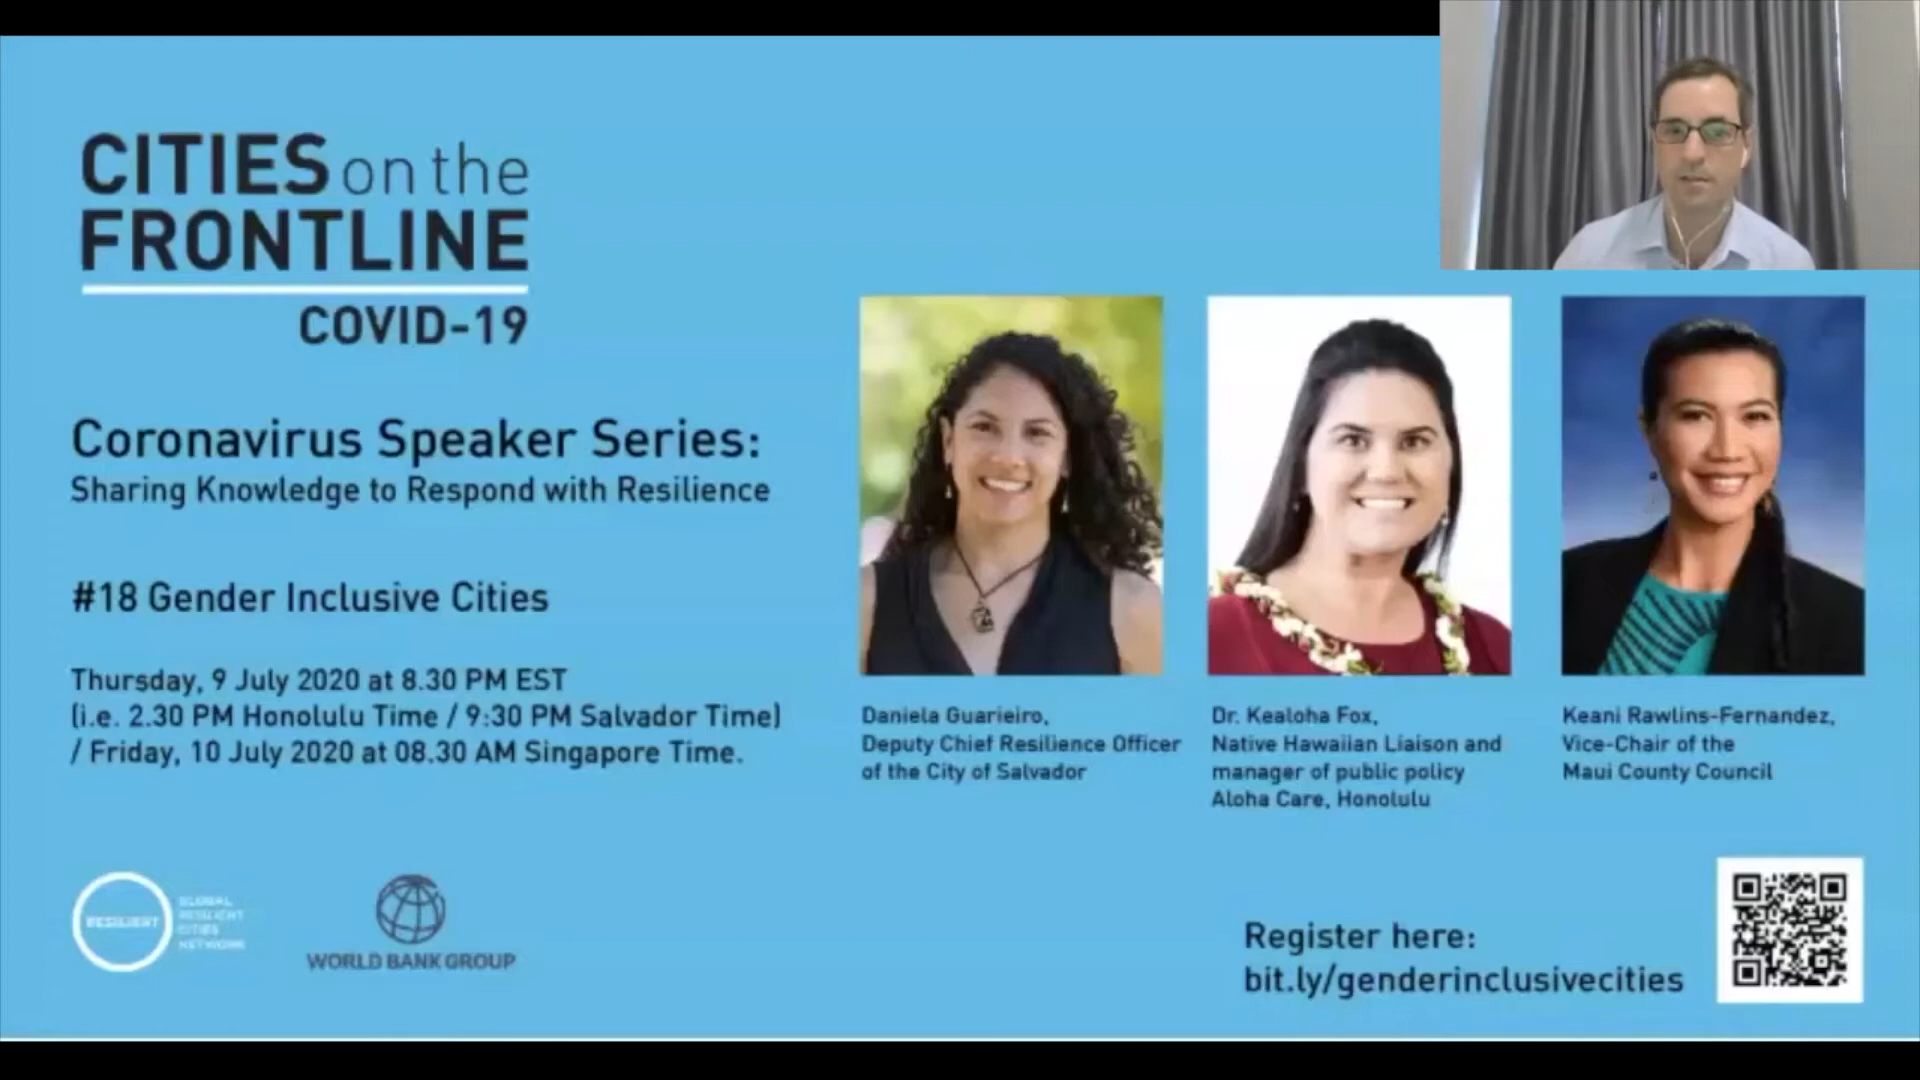 CITIES on the
FRONTLINE
COVID-19
Coronavirus Speaker Series:
Sharing Knowledge to Respond with Resilience
#18 Gender Inclusive Cities
Thursday, 9 July 2020 at 8.30 PM EST
(i.e. 2.30 PM Honolulu Time / 9:30 PM Salvador Time)
/ Friday, 10 July 2020 at 08.30 AM Singapore Time.
Daniela Guarieiro,
Deputy Chief Resilience Officer
of the City of Salvador
Dr. Kealoha Fox,
Native Hawaiian Liaison and
manager of public policy
Aloha Care, Honolulu
Keani Rawlins-Fernandez,
Vice-Chair of the
Maui County Council
RESILIENT
GLOBAL
RESILIENT
CITIES
NETWORK
WORLD BANK GROUP
Register here:
bit.ly/genderinclusivecities